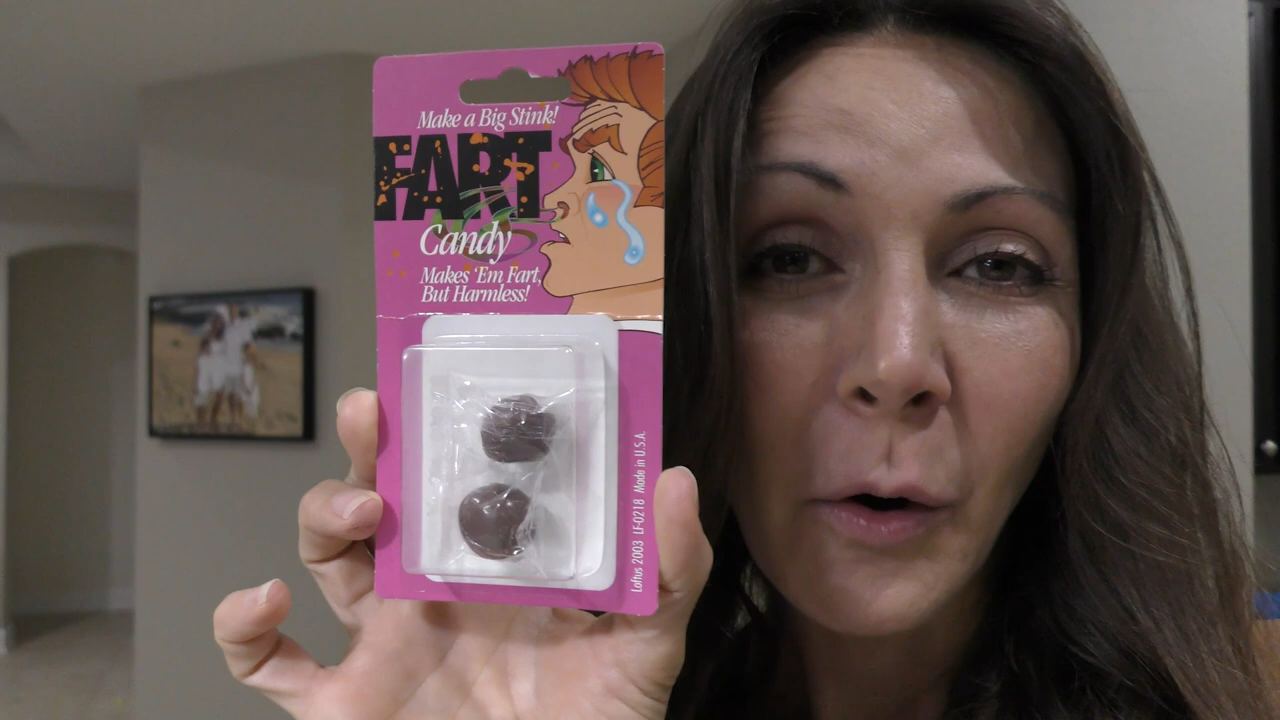 Make a Big Stink!
FART
Candy
Makes 'Em Fart,
But Harmless!
Loftus 2003 LF-0218 Made in U.S.A.